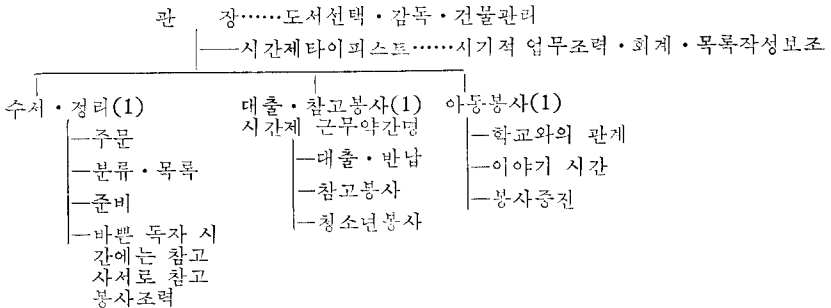 관 장……도서선택·감독·건물관리
시간제타이피스트……시기적 업무조력·회계·목록작성보조
수서·정리(1)
주문
분류·목록
준비
바쁜 독자 시
간에는 참고
사서로 참고
봉사조력
대출·참고봉사(1)
시간제 근무약간명
대출·반납
참고봉사
청소년봉사
아동봉사(1)
학교와의 관계
이야기 시간
봉사증진